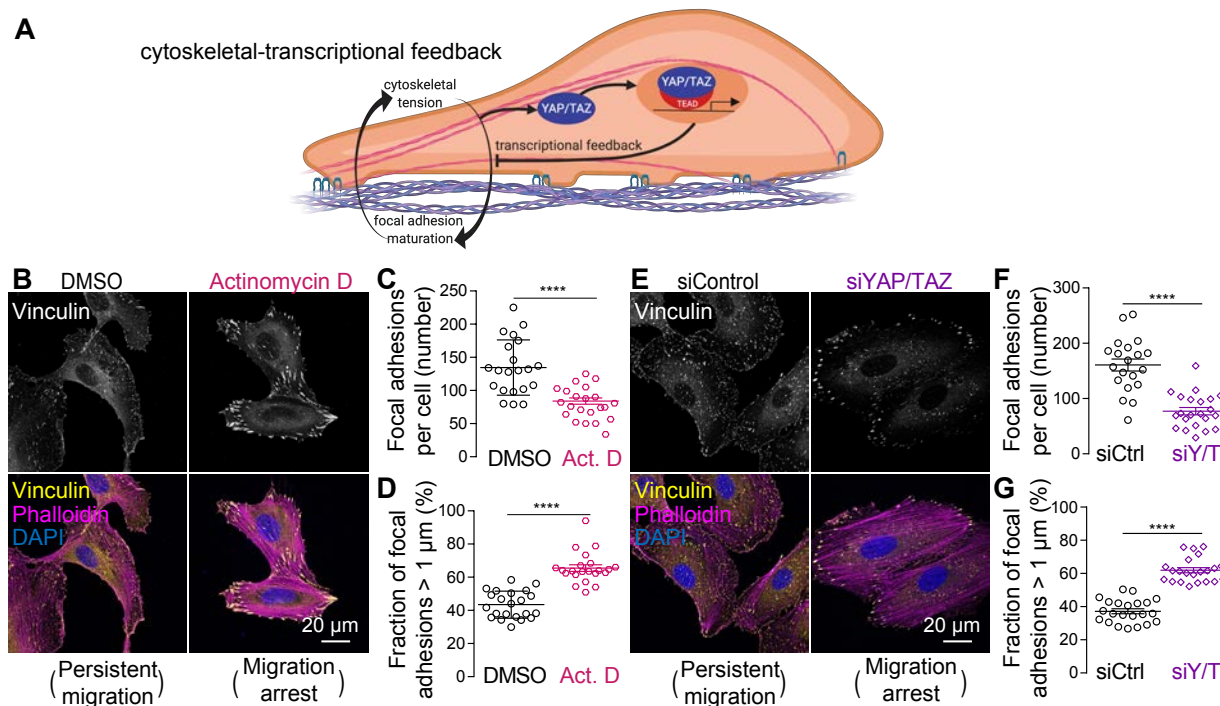 A
cytoskeletal-transcriptional feedback
cytoskeletal
tension
YAP/TAZ
YAP/TAZ
TEAD
transcriptional feedback
focal adhesion
maturation
B
DMSO
Actinomycin D
Vinculin
Vinculin
Phalloidin
DAPI
20 µm
(Persistent migration)
(Migration arrest)
C
Focal adhesions
per cell (number)
250
200
150
100
50
0
****
DMSO
Act. D
D
Fraction of focal
adhesions > 1 µm (%)
100
80
60
40
20
0
****
DMSO
Act. D
E
siControl
siYAP/TAZ
Vinculin
Vinculin
Phalloidin
DAPI
20 µm
(Persistent migration)
(Migration arrest)
F
Focal adhesions
per cell (number)
300
200
100
0
****
siCtrl
siY/T
G
Fraction of focal
adhesions > 1 µm (%)
100
80
60
40
20
0
****
siCtrl
siY/T